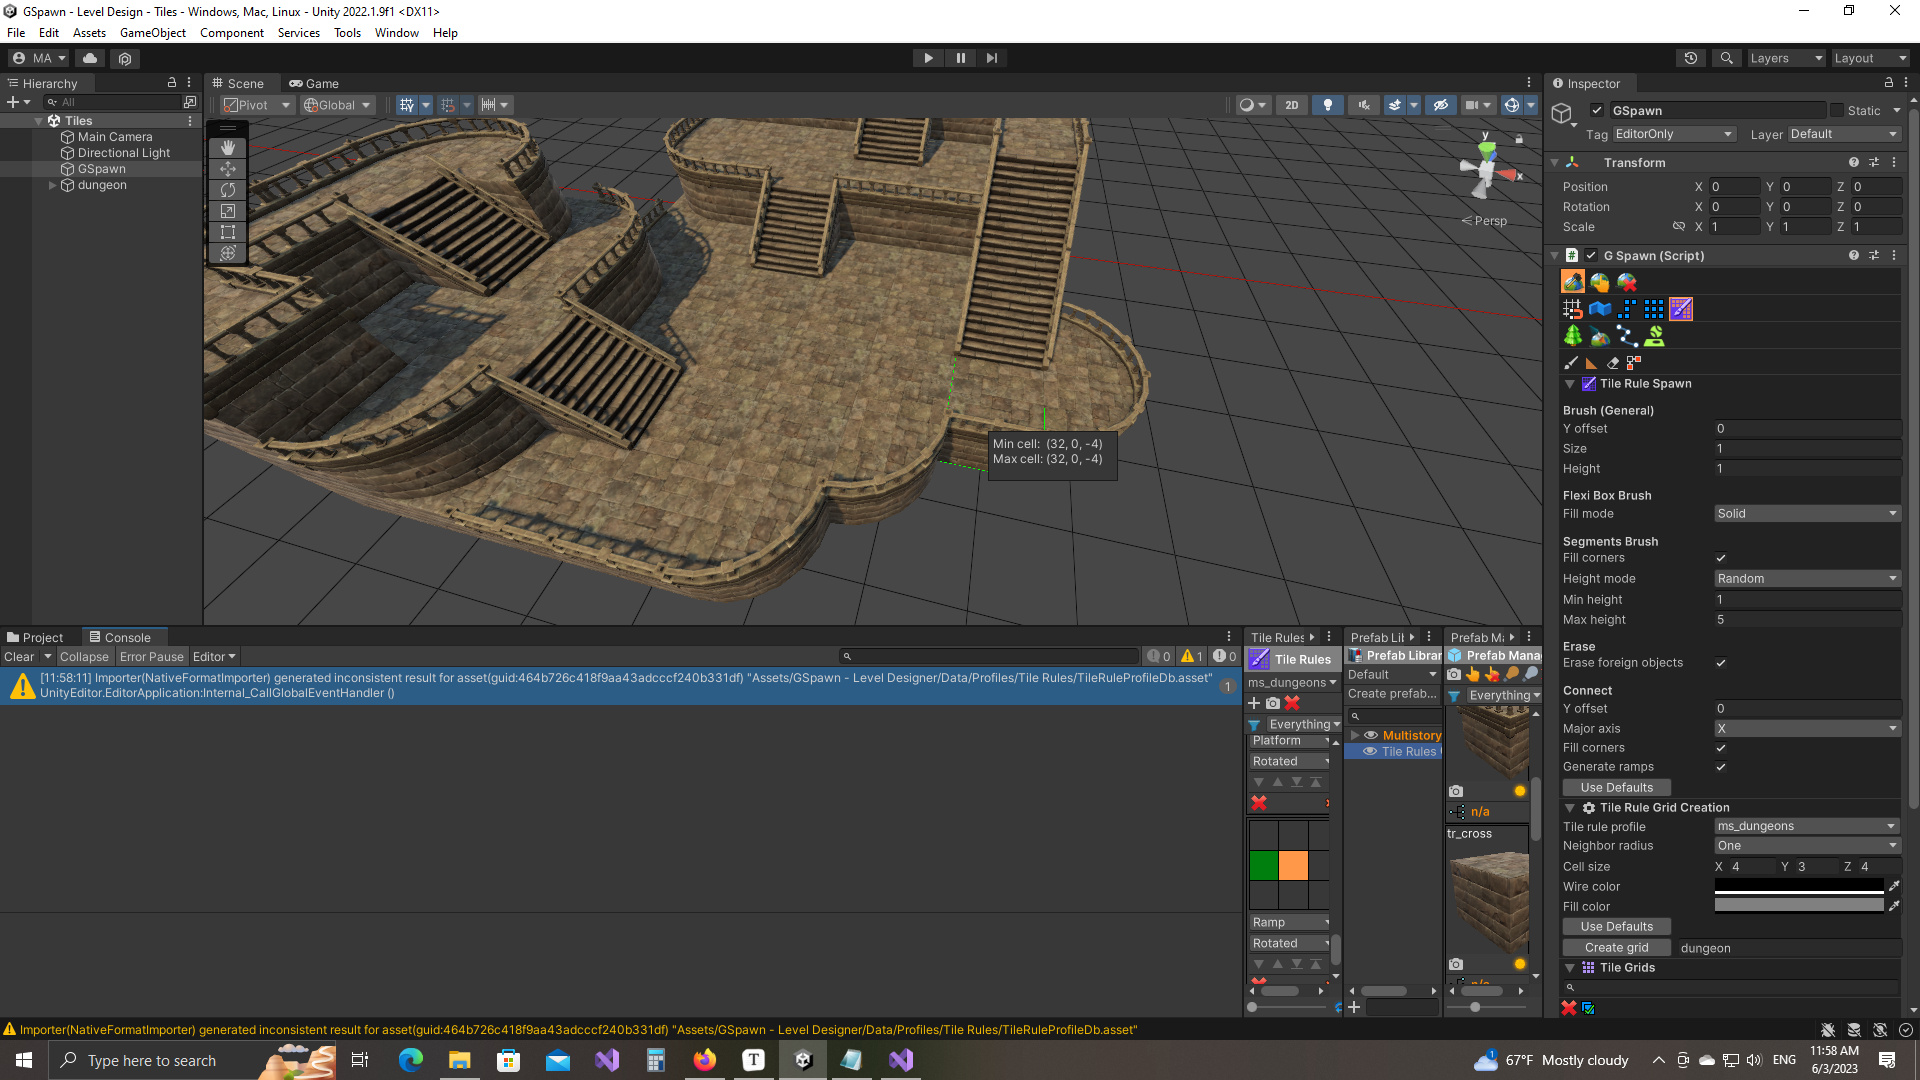 GSpawn - Level Design - Tiles - Windows, Mac, Linux - Unity 2022.1.9f1 <DX11>
File Edit Assets GameObject Component Services Tools Window Help
MA
Layers
Layout
Hierarchy
All
Tiles
Main Camera
Directional Light
GSpawn
dungeon
Scene
Game
Pivot
Global
2D
y
x
Persp
Min cell: (32, 0, -4)
Max cell: (32, 0, -4)
Inspector
GSpawn
Static
Tag EditorOnly
Layer Default
Transform
Position X 0 Y 0 Z 0
Rotation X 0 Y 0 Z 0
Scale X 1 Y 1 Z 1
G Spawn (Script)
Tile Rule Spawn
Brush (General)
Y offset 0
Size 1
Height 1
Flexi Box Brush
Fill mode Solid
Segments Brush
Fill corners
Height mode Random
Min height 1
Max height 5
Erase
Erase foreign objects
Connect
Y offset 0
Major axis X
Fill corners
Generate ramps
Use Defaults
Tile Rule Grid Creation
Tile rule profile ms_dungeons
Neighbor radius One
Cell size X 4 Y 3 Z 4
Wire color
Fill color
Use Defaults
Create grid dungeon
Tile Grids
Project
Console
Clear Collapse Error Pause Editor
0 1 0
[11:58:11] Importer(NativeFormatImporter) generated inconsistent result for asset(guid:464b726c418f9aa43adcccf240b331df) "Assets/GSpawn - Level Designer/Data/Profiles/Tile Rules/TileRuleProfileDb.asset"
UnityEditor.EditorApplication:Internal_CallGlobalEventHandler ()
1
Tile Rules
Tile Rules
ms_dungeons
Everything
Platform
Rotated
Ramp
Rotated
Prefab Lib
Prefab Librar
Default
Create prefab...
Multistory
Tile Rules
Prefab Ma
Prefab Mana
Everything
n/a
tr_cross
n/a
Importer(NativeFormatImporter) generated inconsistent result for asset(guid:464b726c418f9aa43adcccf240b331df) "Assets/GSpawn - Level Designer/Data/Profiles/Tile Rules/TileRuleProfileDb.asset"
Type here to search
T
1
67°F Mostly cloudy
ENG
11:58 AM
6/3/2023